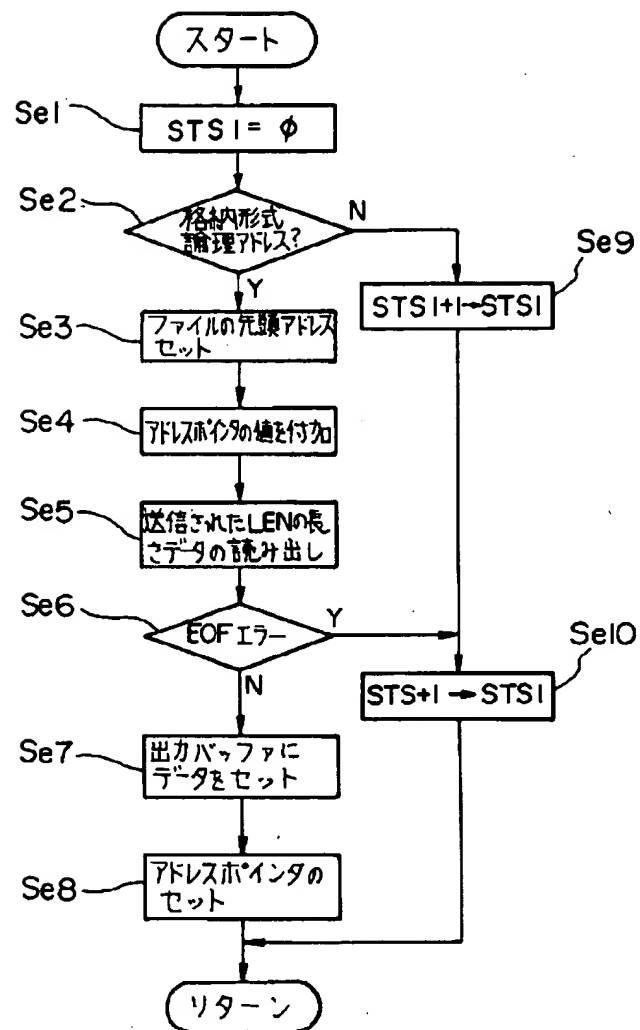 スタート
Se1
STS1= φ
Se2
格納形式
論理アドレス?
N
Y
Se9
STS1+1→STS1
Se3
ファイルの先頭アドレス
セット
Se4
アドレスポインタの値を付加
Se5
送信されたLENの長
さデータの読み出し
Se6
EOFエラー
Y
N
Se10
STS+1→STS1
Se7
出力バッファに
データをセット
Se8
アドレスポインタの
セット
リターン